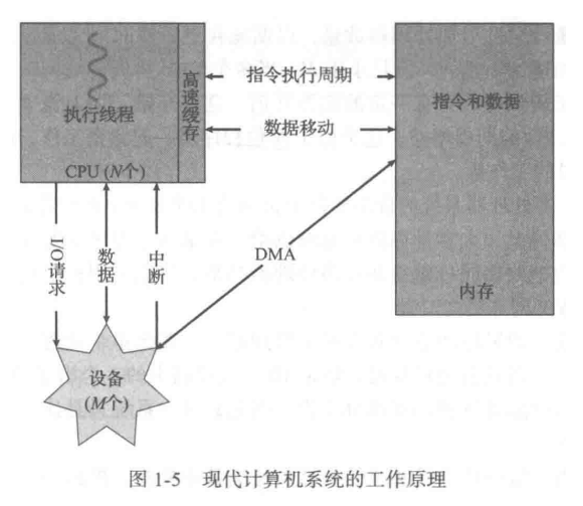 执行线程
高速缓存
CPU (N个)
指令执行周期
数据移动
指令和数据
内存
I/O请求
数据
中断
DMA
设备
(M个)
图 1-5 现代计算机系统的工作原理